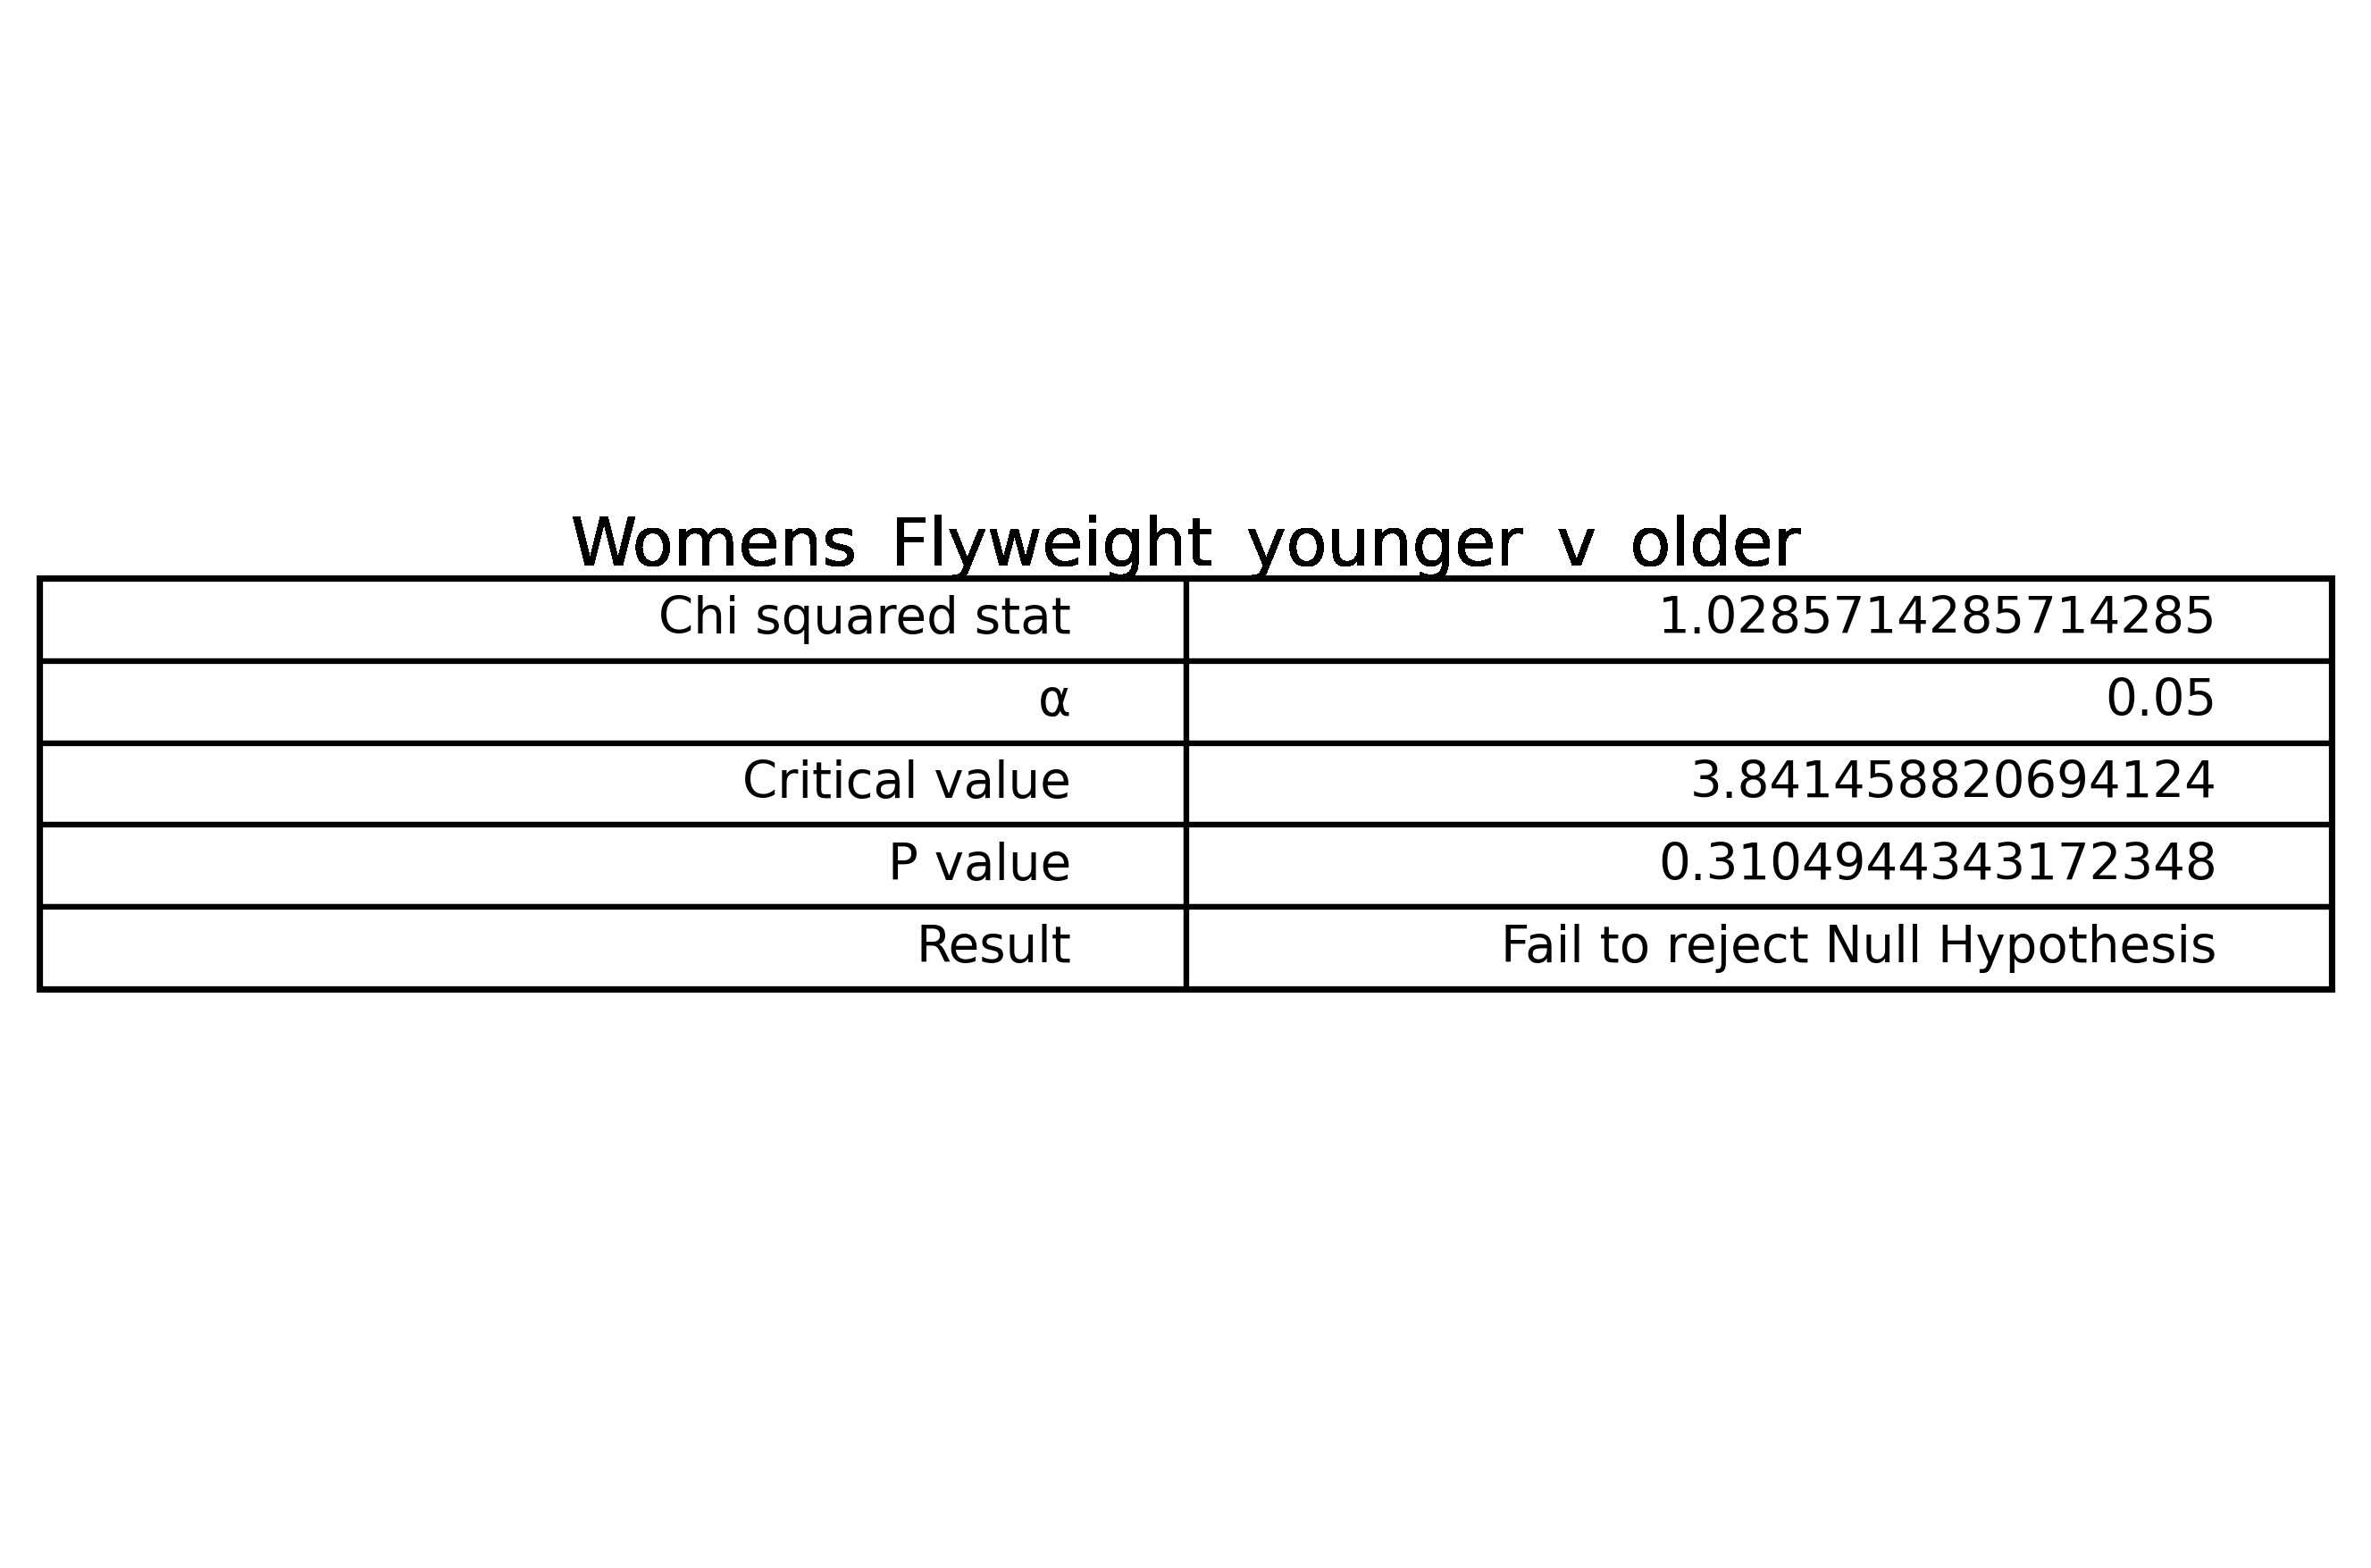 Womens Flyweight younger v older
Chi squared stat 1.0285714285714285
α 0.05
Critical value 3.841458820694124
P value 0.3104944343172348
Result Fail to reject Null Hypothesis